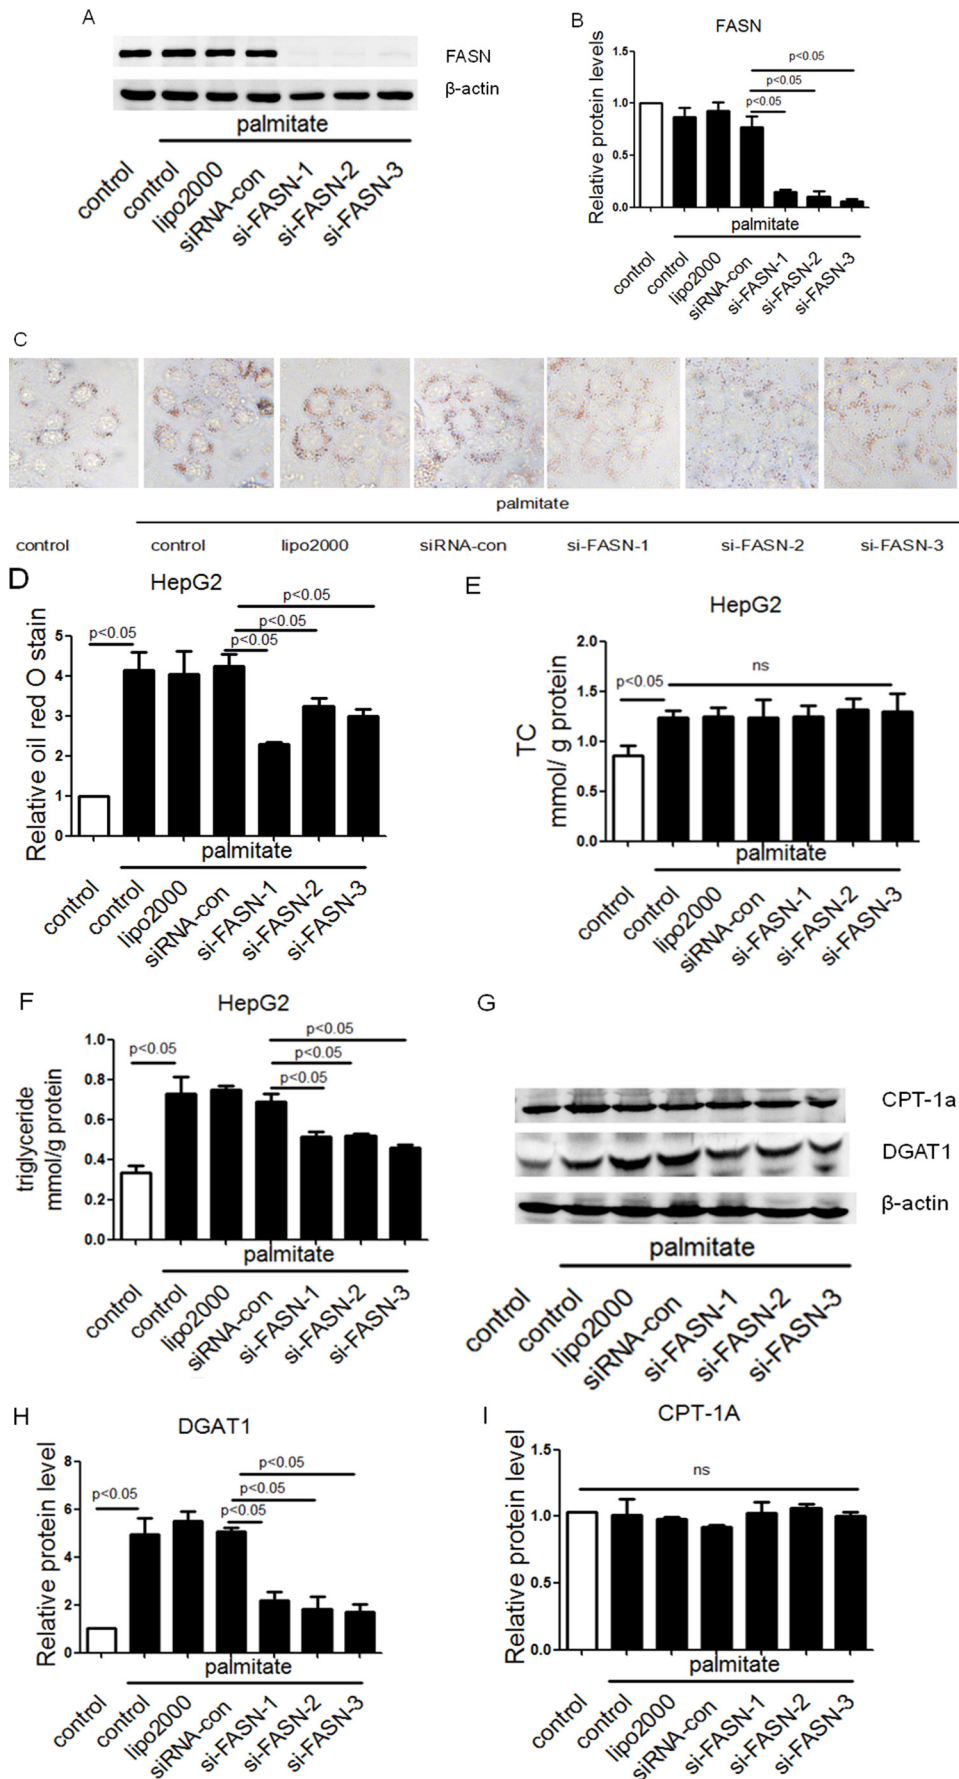 A
FASN
β-actin
palmitate
control
control
lipo2000
siRNA-con
si-FASN-1
si-FASN-2
si-FASN-3
B
FASN
Relative protein levels
1.5
1.0
0.5
0.0
p<0.05
p<0.05
p<0.05
palmitate
control
control
lipo2000
siRNA-con
si-FASN-1
si-FASN-2
si-FASN-3
C
palmitate
control control lipo2000 siRNA-con si-FASN-1 si-FASN-2 si-FASN-3
D
HepG2
Relative oil red O stain
5
4
3
2
1
0
p<0.05
p<0.05
p<0.05
p<0.05
palmitate
control
control
lipo2000
siRNA-con
si-FASN-1
si-FASN-2
si-FASN-3
E
HepG2
TC
mmol/ g protein
2.0
1.5
1.0
0.5
0.0
p<0.05
ns
palmitate
control
control
lipo2000
siRNA-con
si-FASN-1
si-FASN-2
si-FASN-3
F
HepG2
triglyceride
mmol/g protein
1.0
0.8
0.6
0.4
0.2
0.0
p<0.05
p<0.05
p<0.05
p<0.05
palmitate
control
control
lipo2000
siRNA-con
si-FASN-1
si-FASN-2
si-FASN-3
G
CPT-1a
DGAT1
β-actin
palmitate
control
control
lipo2000
siRNA-con
si-FASN-1
si-FASN-2
si-FASN-3
H
DGAT1
Relative protein level
8
6
4
2
0
p<0.05
p<0.05
p<0.05
p<0.05
palmitate
control
control
lipo2000
siRNA-con
si-FASN-1
si-FASN-2
si-FASN-3
I
CPT-1A
Relative protein level
1.5
1.0
0.5
0.0
ns
palmitate
control
control
lipo2000
siRNA-con
si-FASN-1
si-FASN-2
si-FASN-3